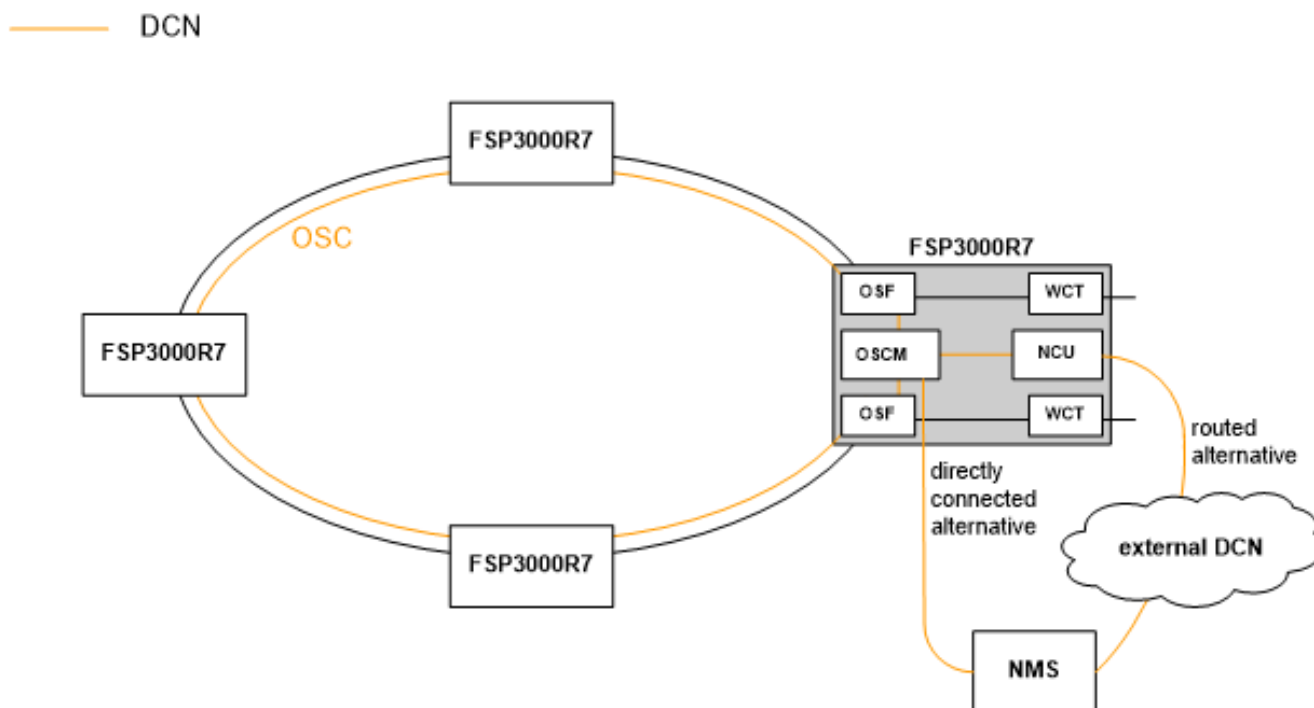 DCN
FSP3000R7
OSC
FSP3000R7
OSF
WCT
FSP3000R7
OSCM
NCU
OSF
WCT
routed
alternative
directly
connected
alternative
external DCN
FSP3000R7
NMS